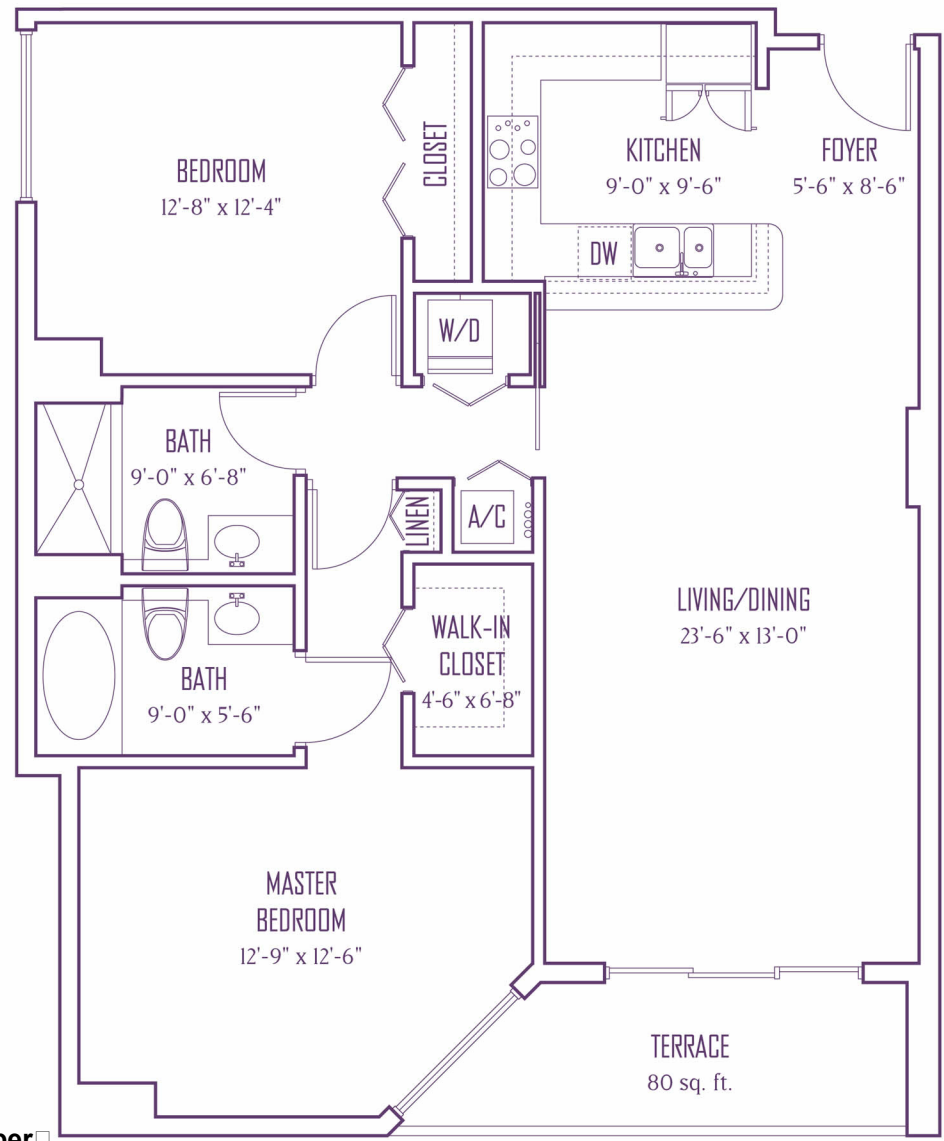 BEDROOM
12'-8" x 12'-4"
CLOSET
KITCHEN
9'-0" x 9'-6"
FOYER
5'-6" x 8'-6"
DW
W/D
BATH
9'-0" x 6'-8"
LINEN
A/C
LIVING/DINING
23'-6" x 13'-0"
WALK-IN
CLOSET
4'-6" x 6'-8"
BATH
9'-0" x 5'-6"
MASTER
BEDROOM
12'-9" x 12'-6"
TERRACE
80 sq. ft.